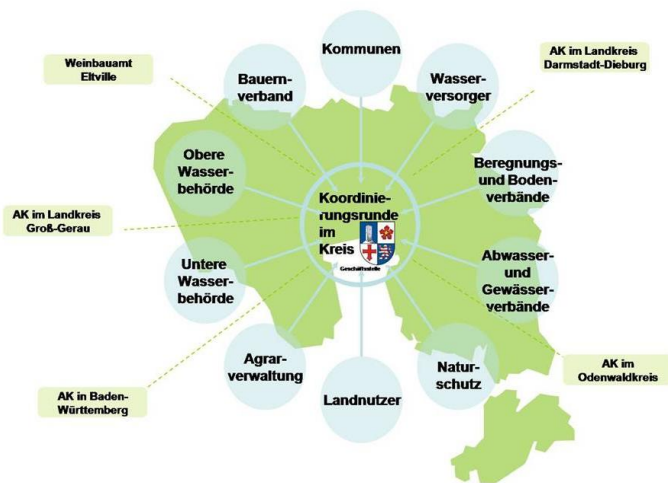 Kommunen
Weinbauamt
Eltville
Bauern-
verband
Wasser-
versorger
AK im Landkreis
Darmstadt-Dieburg
Obere
Wasser-
behörde
Beregnungs-
und Boden-
verbände
Koordinie-
rungsrunde
im
Kreis
Geschäftsstelle
AK im Landkreis
Groß-Gerau
Untere
Wasser-
behörde
Abwasser-
und
Gewässer-
verbände
Agrar-
verwaltung
Landnutzer
Natur-
schutz
AK im
Odenwaldkreis
AK in Baden-
Württemberg